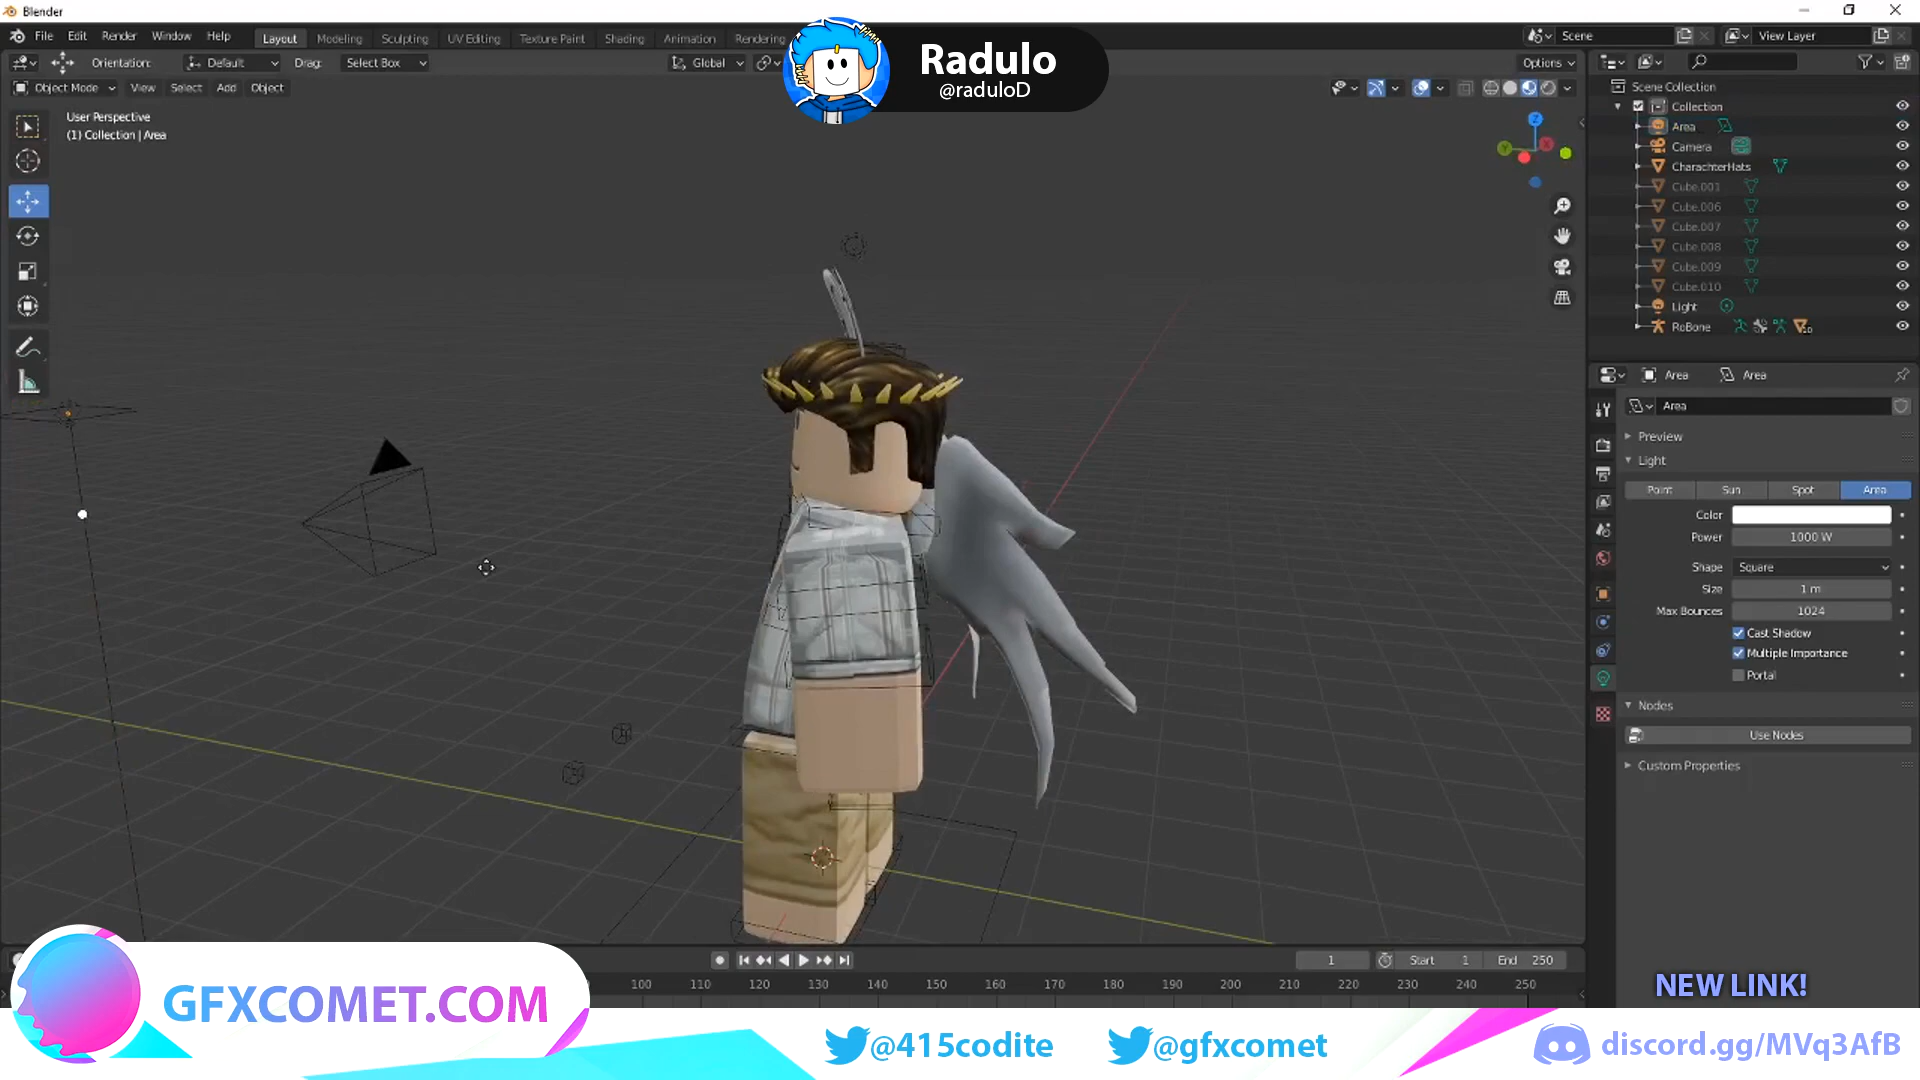 Blender
File Edit Render Window Help
Layout Modeling Sculpting UV Editing Texture Paint Shading Animation Rendering
Scene
View Layer
Orientation: Default Drag: Select Box
Global
Options
Object Mode View Select Add Object
Radulo
@raduloD
User Perspective
(1) Collection | Area
Z
Y
X
Scene Collection
Collection
Area
Camera
CharachterHats
Cube.001
Cube.006
Cube.007
Cube.008
Cube.009
Cube.010
Light
RoBone
Area Area
Area
Preview
Light
Point Sun Spot Area
Color
Power 1000 W
Shape Square
Size 1 m
Max Bounces 1024
Cast Shadow
Multiple Importance
Portal
Nodes
Use Nodes
Custom Properties
1 Start 1 End 250
100 110 120 130 140 150 160 170 180 190 200 210 220 230 240 250
GFXCOMET.COM
NEW LINK!
@415codite
@gfxcomet
discord.gg/MVq3AfB